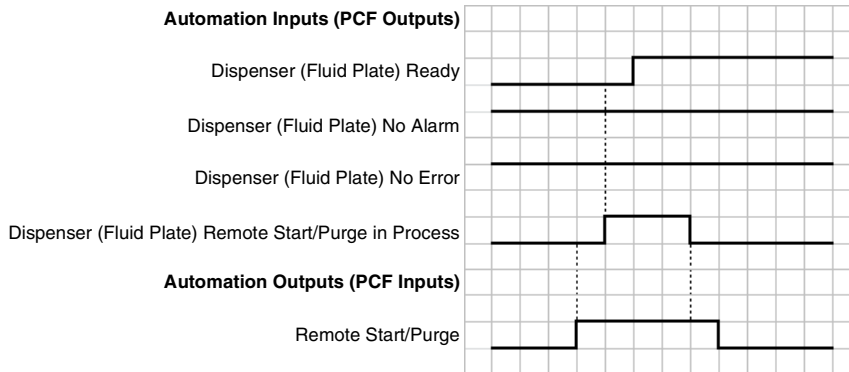 Automation Inputs (PCF Outputs)
Dispenser (Fluid Plate) Ready
Dispenser (Fluid Plate) No Alarm
Dispenser (Fluid Plate) No Error
Dispenser (Fluid Plate) Remote Start/Purge in Process
Automation Outputs (PCF Inputs)
Remote Start/Purge